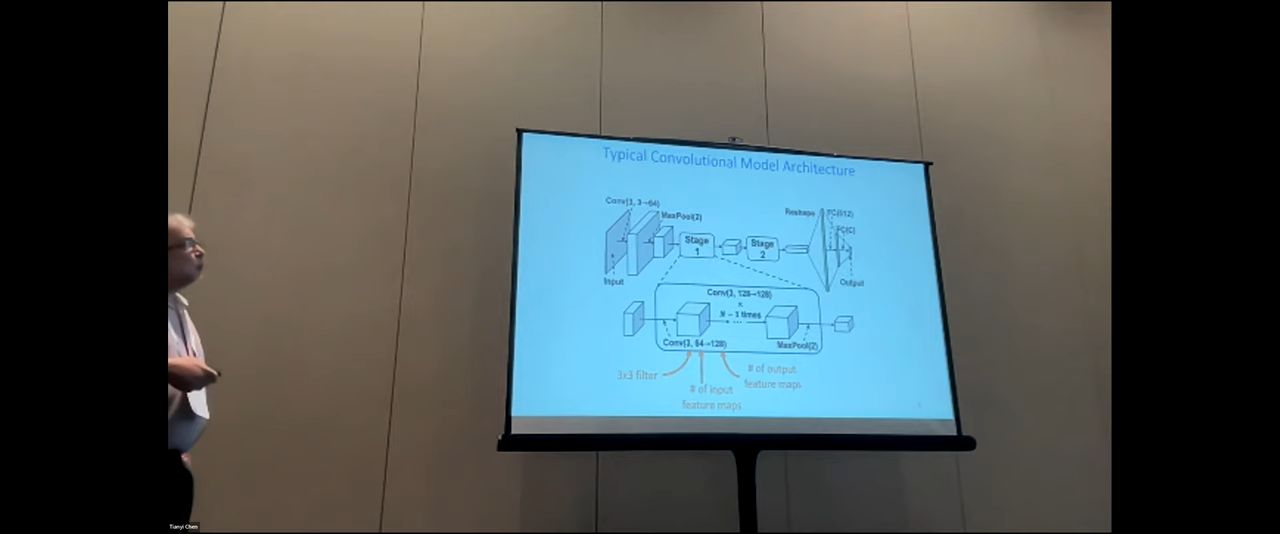 Typical Convolutional Model Architecture
Conv(3, 3→64)
MaxPool(2)
Reshape
FC(512)
FC(C)
Stage
1
Stage
2
Input
Output
Conv(3, 128→128)
×
N − 1 times
Conv(3, 64→128)
MaxPool(2)
3x3 filter
# of input
feature maps
# of output
feature maps
Tianyi Chen